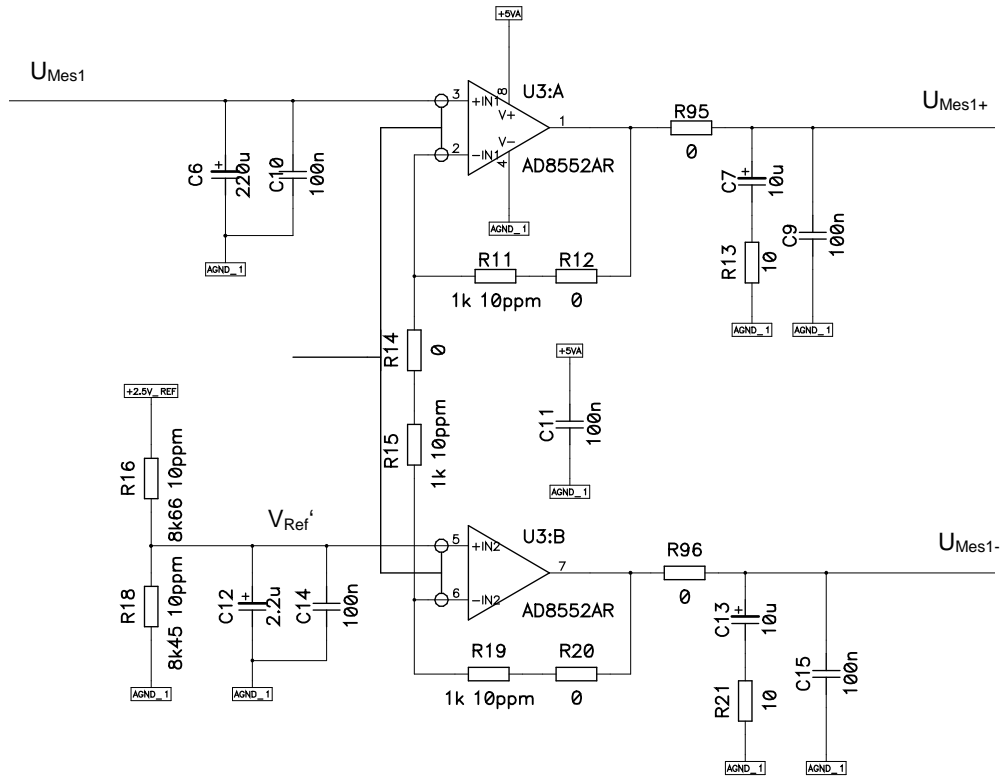 +5VA
U_Mes1
U3:A
3
+IN1
8
V+
1
2
-IN1
V-
4
AD8552AR
AGND_1
R95
0
U_Mes1+
C6
+
220u
C10
100n
AGND_1
C7
+
10u
R13
10
AGND_1
C9
100n
AGND_1
R11
1k 10ppm
R12
0
R14
0
R15
1k 10ppm
+5VA
C11
100n
AGND_1
+2.5V_REF
R16
8k66 10ppm
V_Ref‘
R18
8k45 10ppm
AGND_1
C12
+
2.2u
C14
100n
AGND_1
U3:B
5
+IN2
7
6
-IN2
AD8552AR
R19
1k 10ppm
R20
0
R96
0
U_Mes1-
C13
+
10u
R21
10
AGND_1
C15
100n
AGND_1